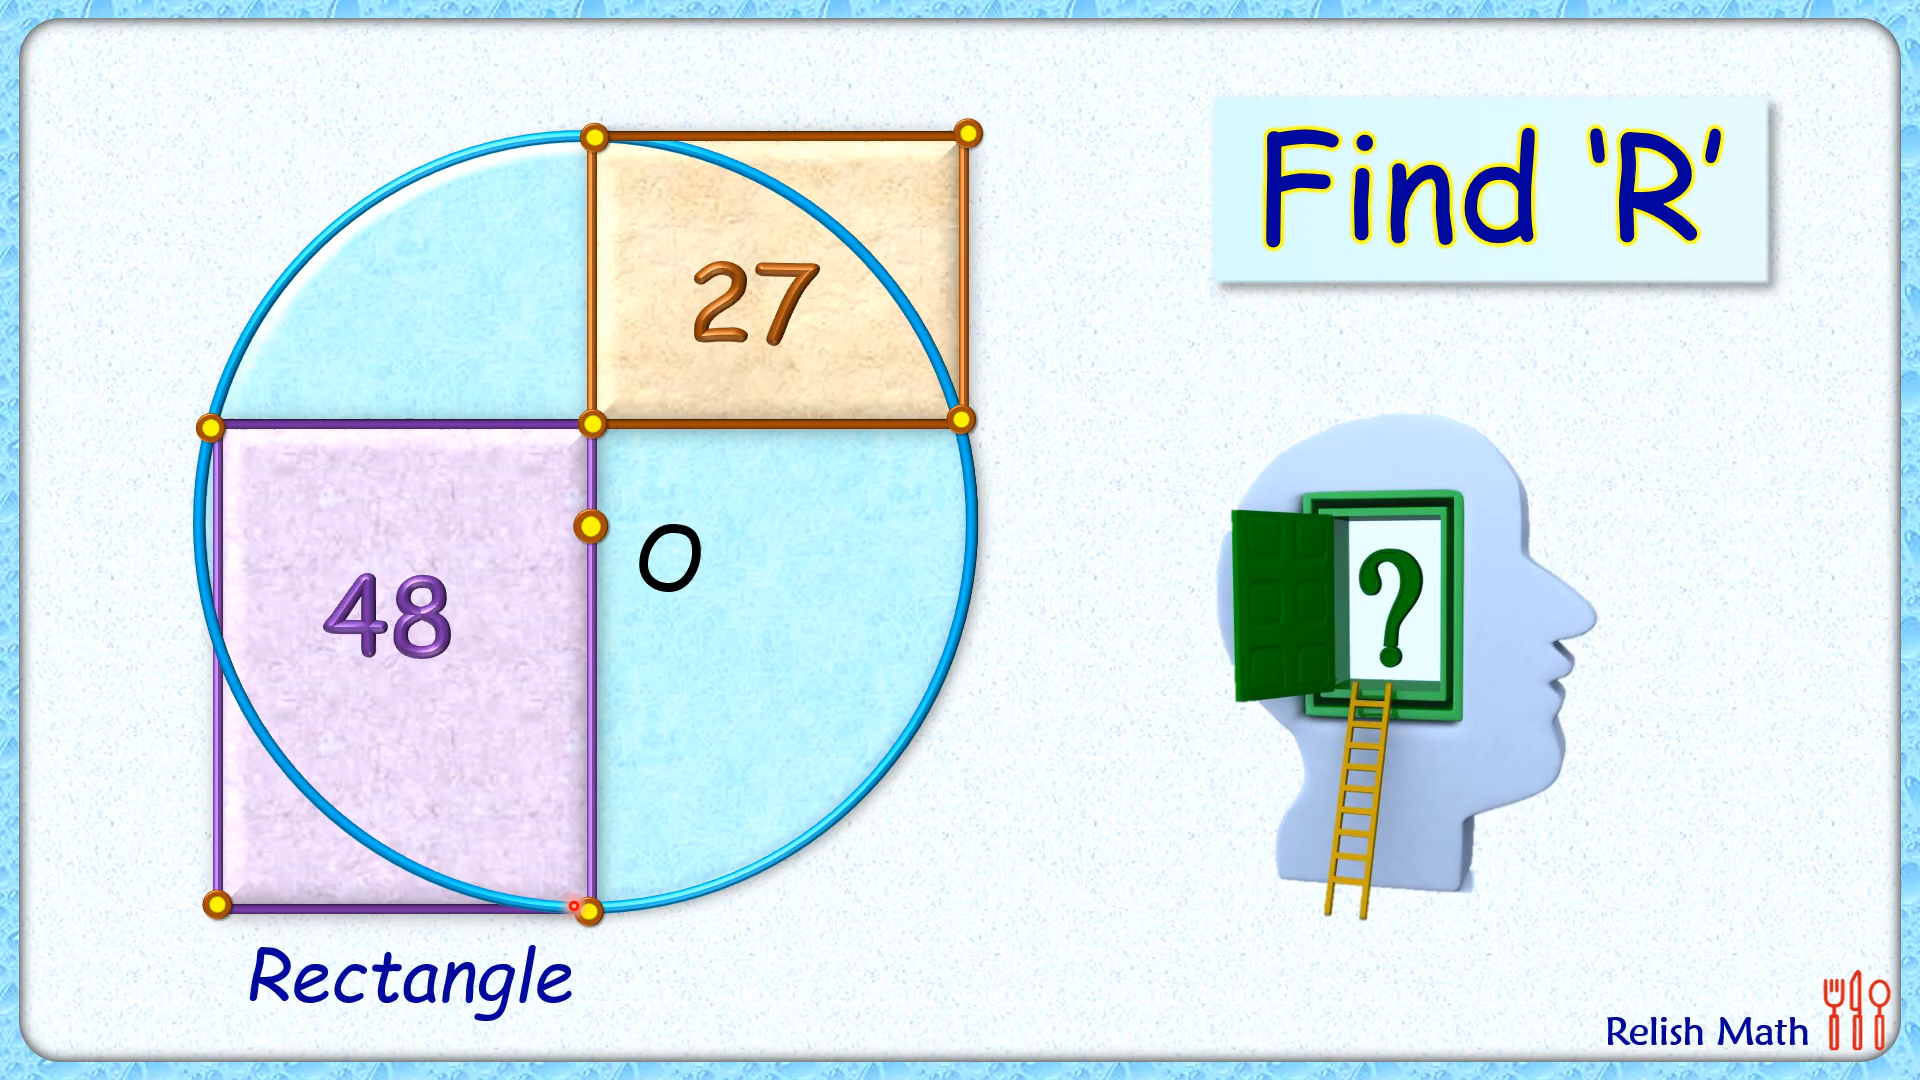 Find ‘R’
27
48
O
?
Rectangle
Relish Math